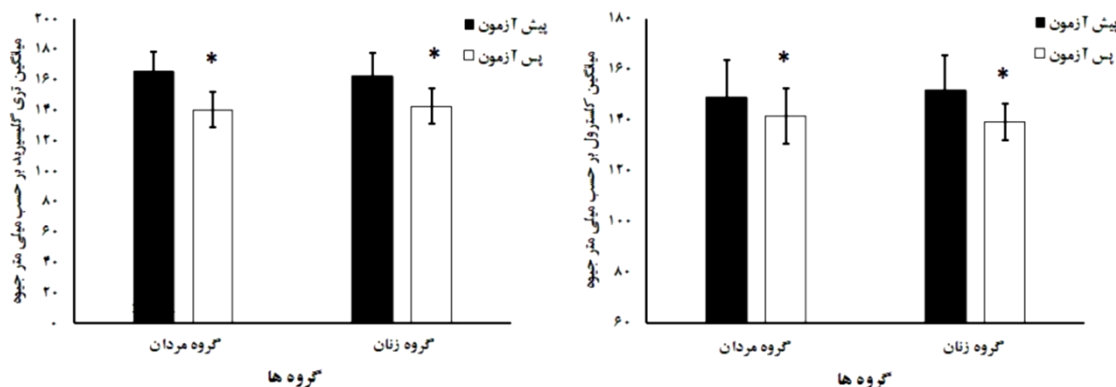 میانگین تری گلیسیرید بر حسب میلی متر جیوه
۲۰۰
۱۸۰
۱۶۰
۱۴۰
۱۲۰
۱۰۰
۸۰
۶۰
۴۰
۲۰
۰
پیش آزمون
پس آزمون
*
*
گروه مردان
گروه زنان
گروه ها
میانگین کلسترول بر حسب میلی متر جیوه
۱۸۰
۱۶۰
۱۴۰
۱۲۰
۱۰۰
۸۰
۶۰
پیش آزمون
پس آزمون
*
*
گروه مردان
گروه زنان
گروه ها